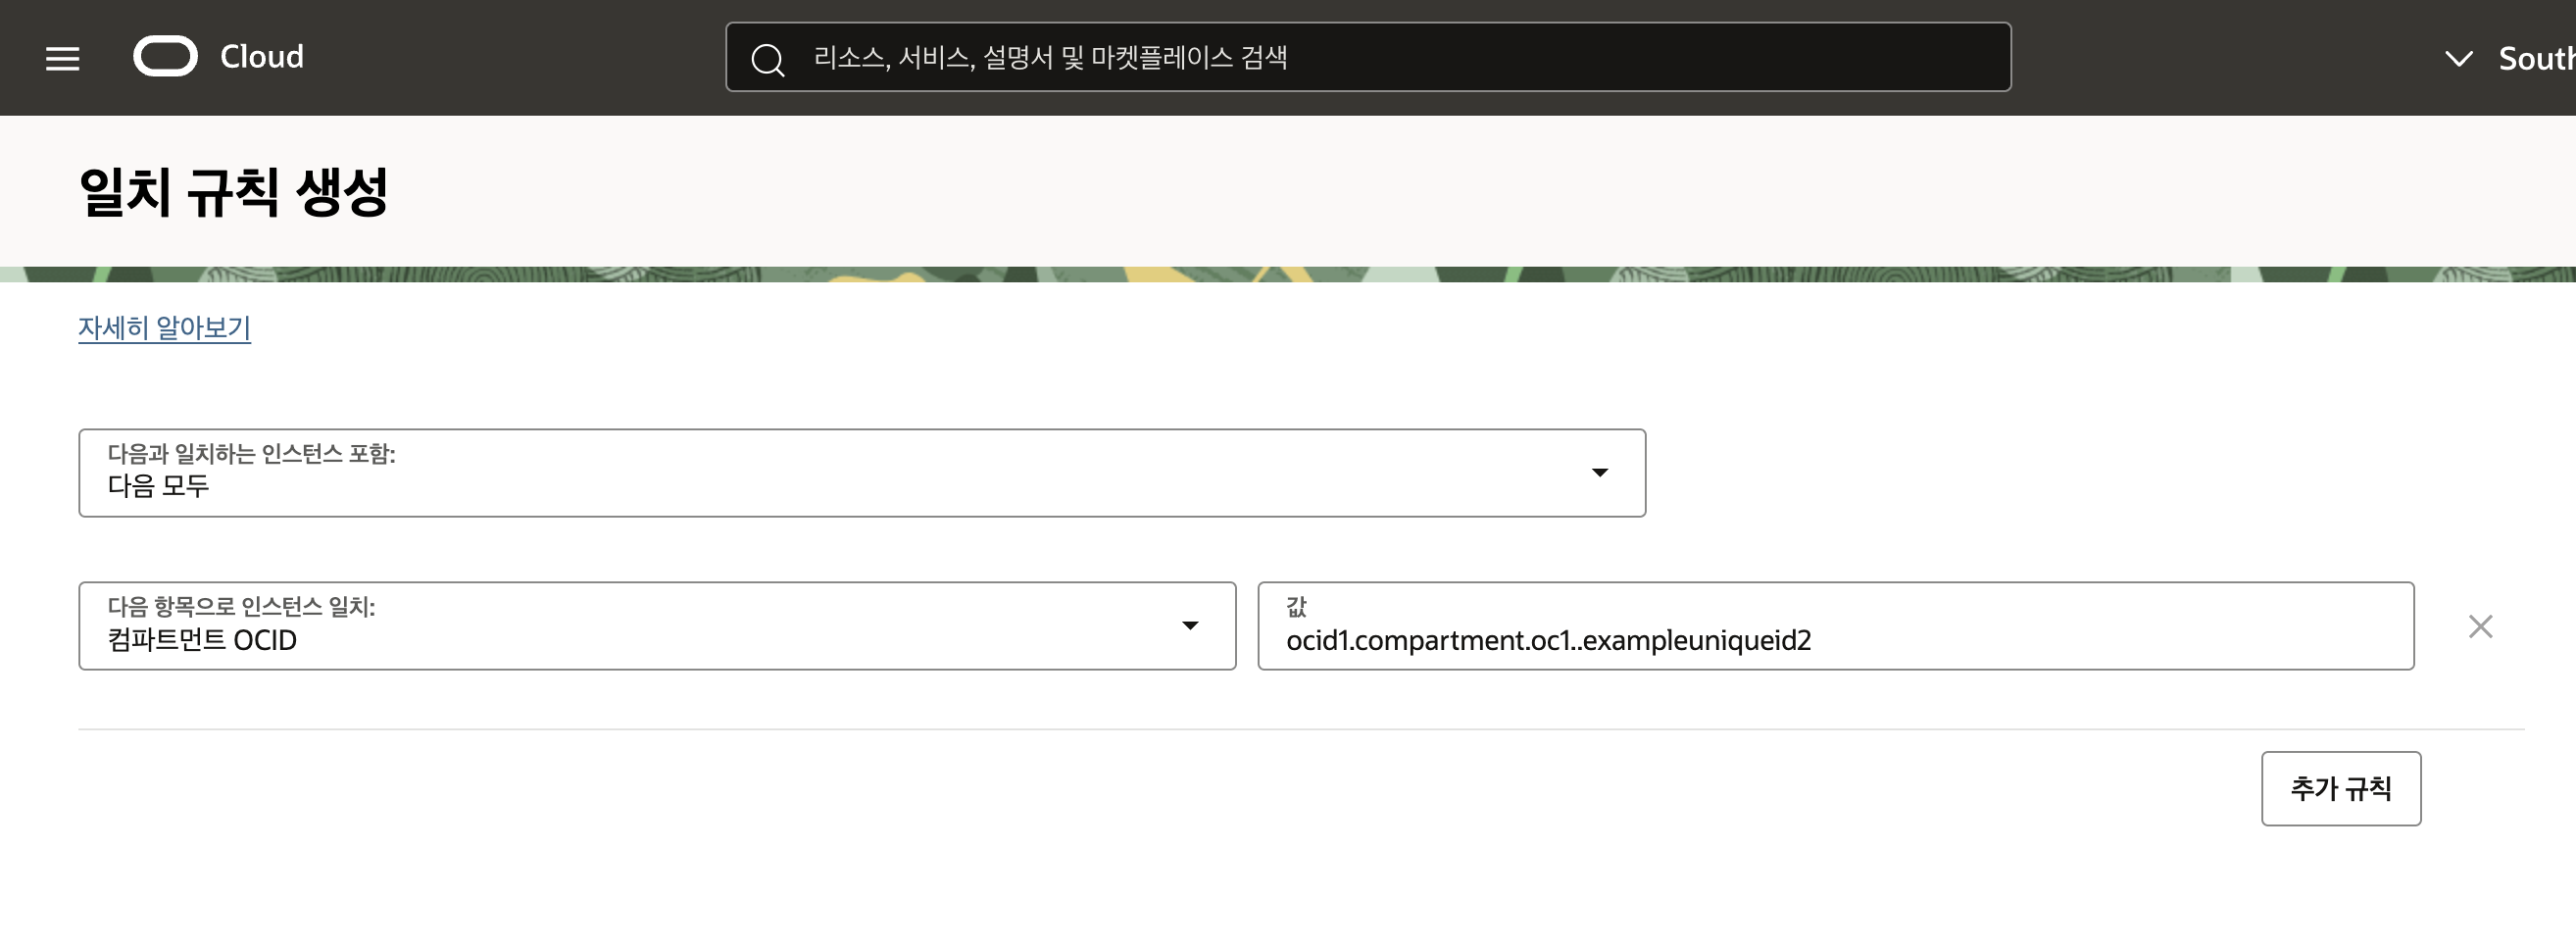 Cloud
리소스, 서비스, 설명서 및 마켓플레이스 검색
South
일치 규칙 생성
자세히 알아보기
다음과 일치하는 인스턴스 포함:
다음 모두
다음 항목으로 인스턴스 일치:
컴파트먼트 OCID
값
ocid1.compartment.oc1..exampleuniqueid2
추가 규칙